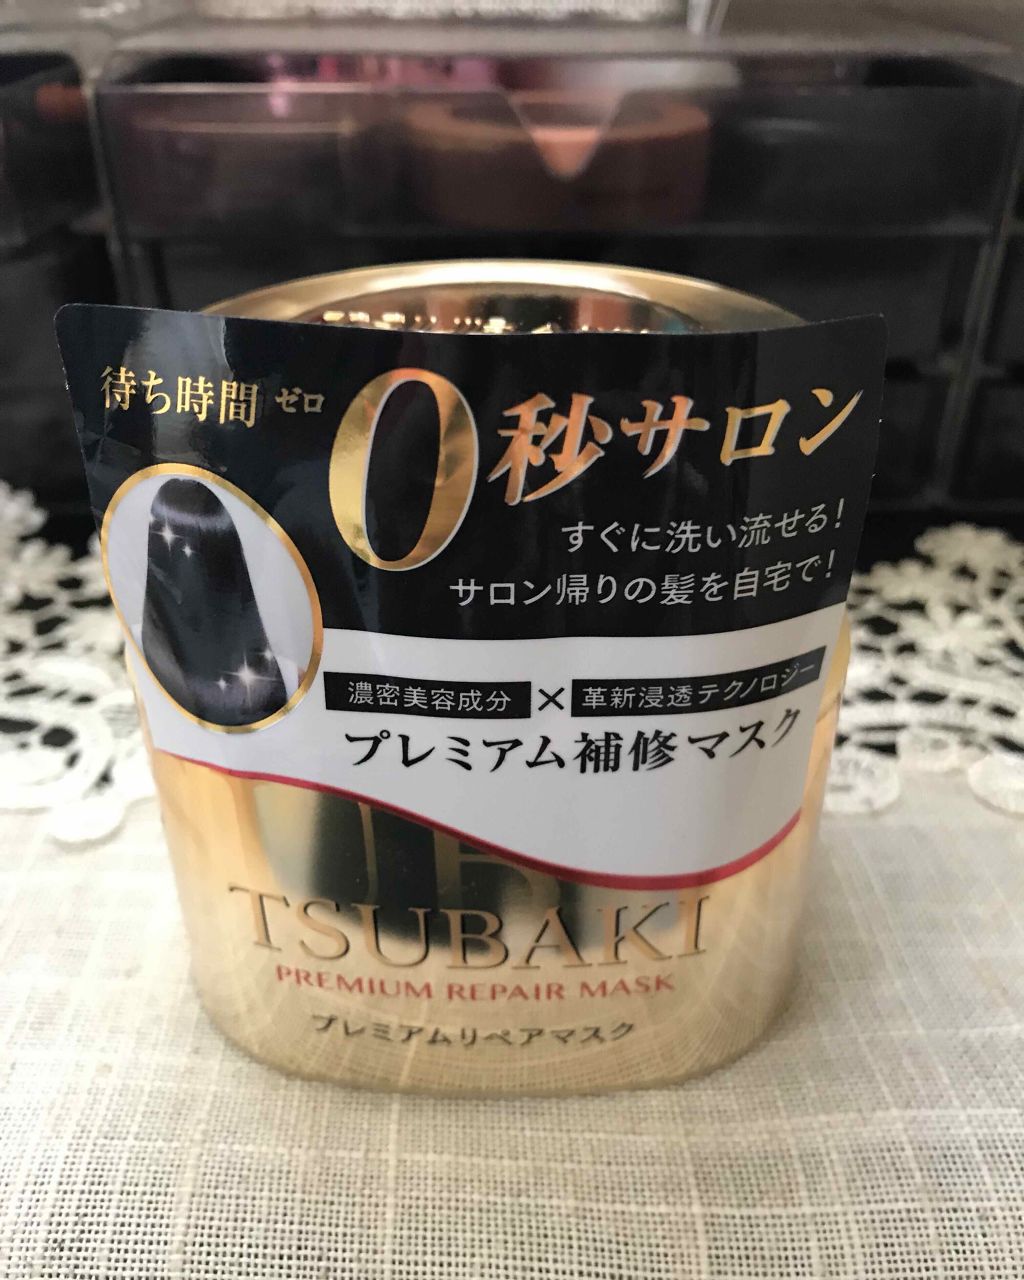 待ち時間 ゼロ
0秒サロン
すぐに洗い流せる!
サロン帰りの髪を自宅で!
濃密美容成分×革新浸透テクノロジー
プレミアム補修マスク
TSUBAKI
PREMIUM REPAIR MASK
プレミアムリペアマスク